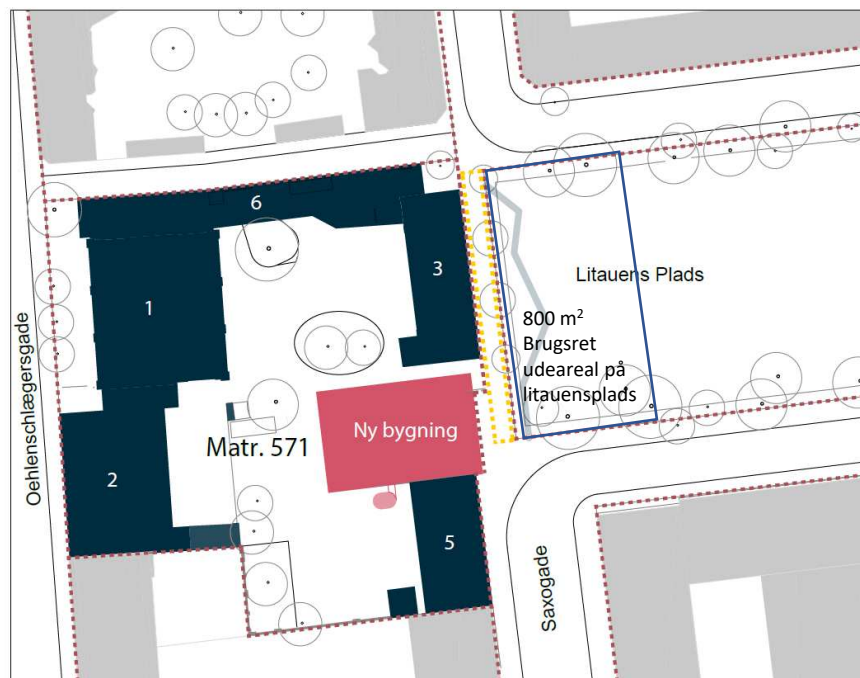 6
3
1
Litauens Plads
800 m²
Brugsret
udeareal på
litauensplads
Oehlenschlægersgade
Ny bygning
Matr. 571
2
5
Saxogade